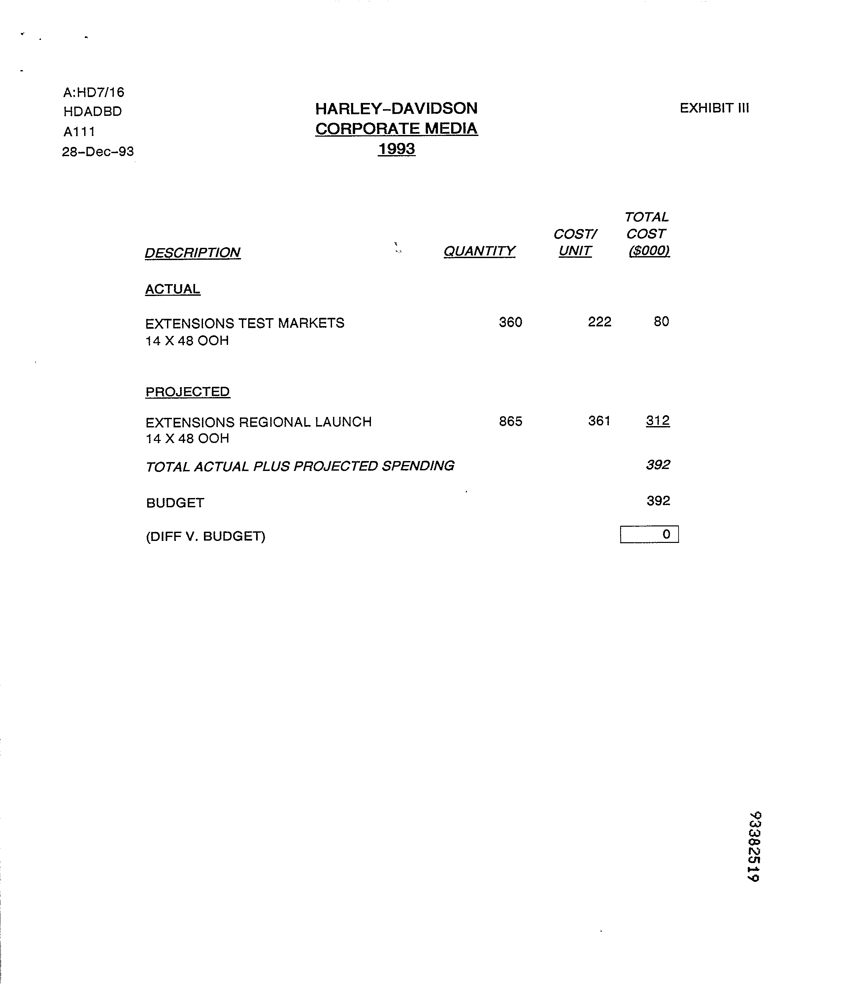 A:HD7/16
HDADBD
A111
28-Dec-93
HARLEY-DAVIDSON
CORPORATE MEDIA
1993
EXHIBIT III
TOTAL
COST/ COST
DESCRIPTION QUANTITY UNIT ($000)
ACTUAL
EXTENSIONS TEST MARKETS 360 222 80
14 X 48 OOH
PROJECTED
EXTENSIONS REGIONAL LAUNCH 865 361 312
14 X 48 OOH
TOTAL ACTUAL PLUS PROJECTED SPENDING 392
BUDGET 392
(DIFF V. BUDGET) 0
93382519